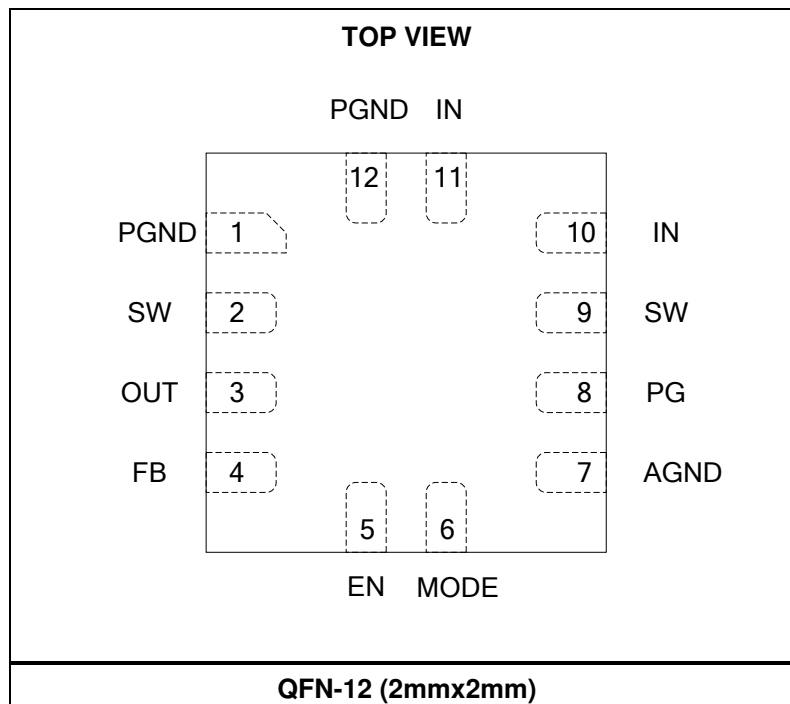 TOP VIEW
PGND IN
12 11
PGND 1 10 IN
SW 2 9 SW
OUT 3 8 PG
FB 4 7 AGND
5 6
EN MODE
QFN-12 (2mmx2mm)